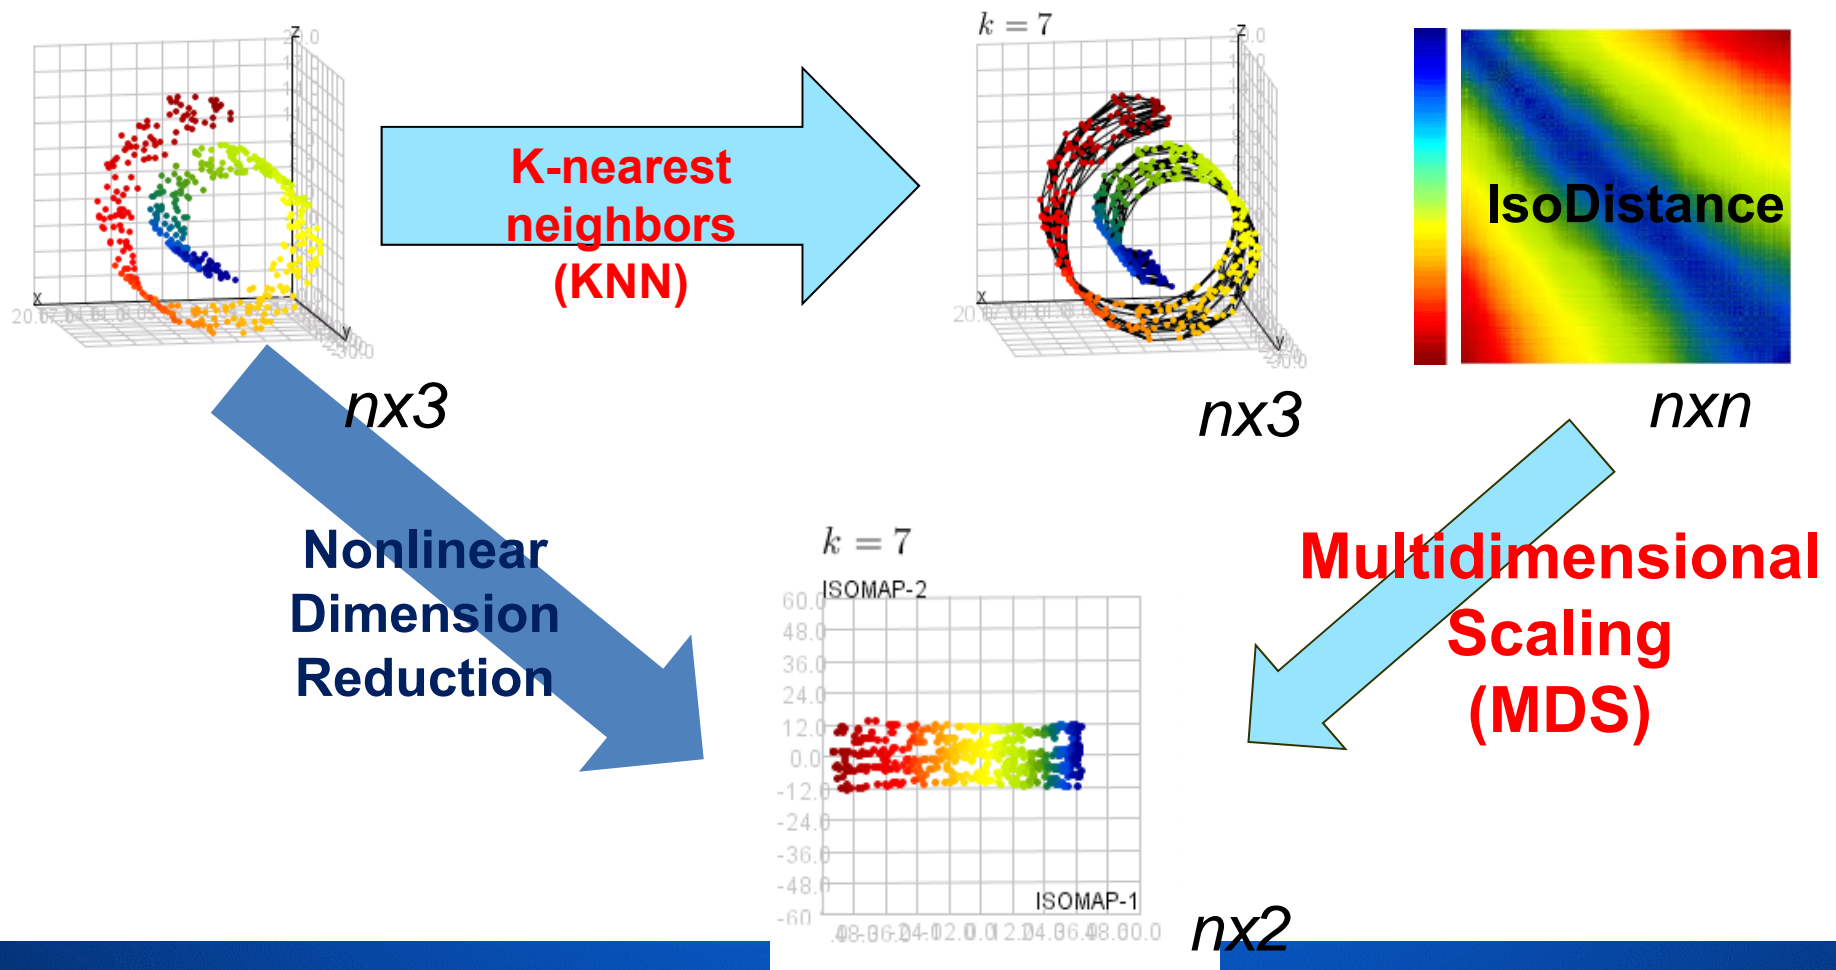 z
x
y
nx3
K-nearest
neighbors
(KNN)
k = 7
z
x
y
nx3
IsoDistance
nxn
Nonlinear
Dimension
Reduction
Multidimensional
Scaling
(MDS)
k = 7
ISOMAP-2
60.0
48.0
36.0
24.0
12.0
0.0
-12.0
-24.0
-36.0
-48.0
-60
ISOMAP-1
nx2